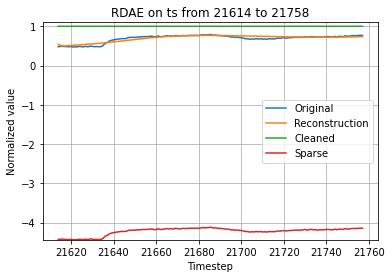 RDAE on ts from 21614 to 21758
Normalized value
1
0
−1
−2
−3
−4
Original
Reconstruction
Cleaned
Sparse
21620 21640 21660 21680 21700 21720 21740 21760
Timestep